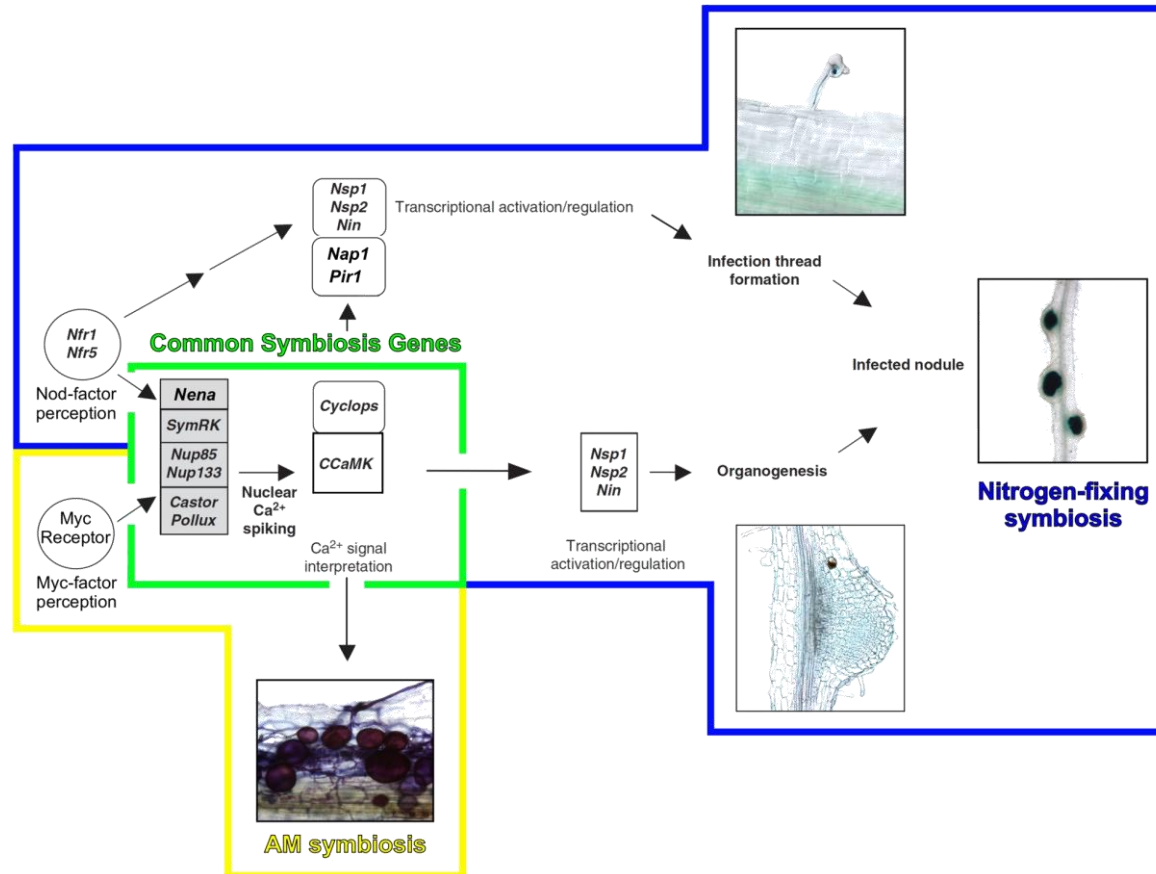 Nsp1
Nsp2
Nin
Transcriptional activation/regulation
Nap1
Pir1
Infection thread
formation
Nfr1
Nfr5
Nod-factor
perception
Common Symbiosis Genes
Infected nodule
Nena
SymRK
Nup85
Nup133
Castor
Pollux
Nuclear
Ca²⁺
spiking
Cyclops
CCaMK
Nsp1
Nsp2
Nin
Organogenesis
Nitrogen-fixing
symbiosis
Myc
Receptor
Myc-factor
perception
Ca²⁺ signal
interpretation
Transcriptional
activation/regulation
AM symbiosis